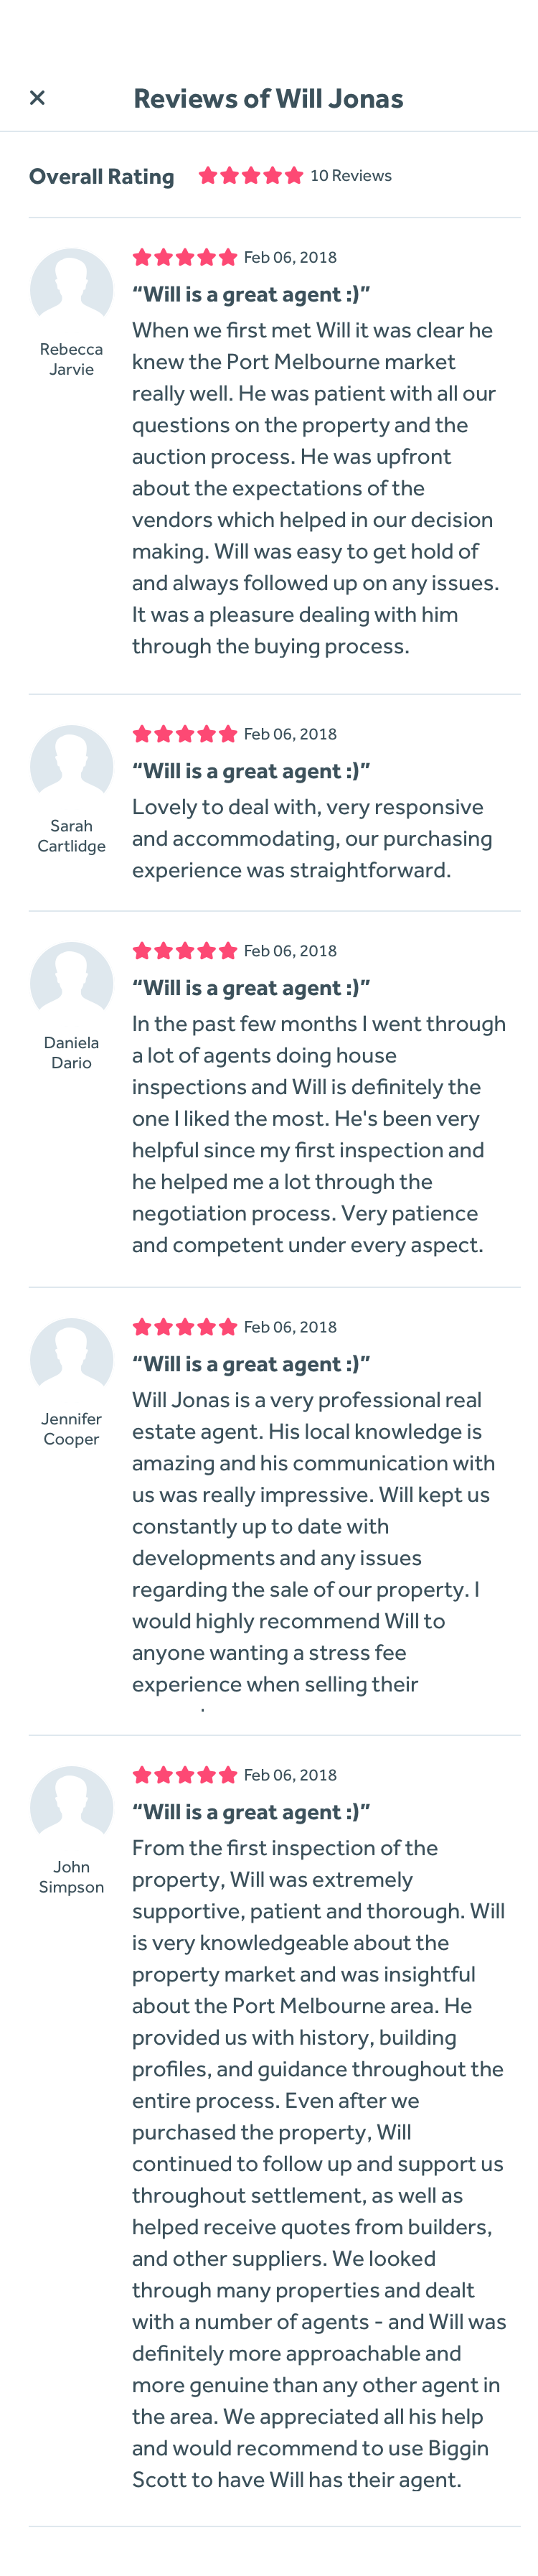 Reviews of Will Jonas
Overall Rating
10 Reviews
Feb 06, 2018
“Will is a great agent :)”
Rebecca
Jarvie
When we first met Will it was clear he
knew the Port Melbourne market
really well. He was patient with all our
questions on the property and the
auction process. He was upfront
about the expectations of the
vendors which helped in our decision
making. Will was easy to get hold of
and always followed up on any issues.
It was a pleasure dealing with him
through the buying process.
Feb 06, 2018
“Will is a great agent :)”
Sarah
Cartlidge
Lovely to deal with, very responsive
and accommodating, our purchasing
experience was straightforward.
Feb 06, 2018
“Will is a great agent :)”
Daniela
Dario
In the past few months I went through
a lot of agents doing house
inspections and Will is definitely the
one I liked the most. He's been very
helpful since my first inspection and
he helped me a lot through the
negotiation process. Very patience
and competent under every aspect.
Feb 06, 2018
“Will is a great agent :)”
Jennifer
Cooper
Will Jonas is a very professional real
estate agent. His local knowledge is
amazing and his communication with
us was really impressive. Will kept us
constantly up to date with
developments and any issues
regarding the sale of our property. I
would highly recommend Will to
anyone wanting a stress fee
experience when selling their
Feb 06, 2018
“Will is a great agent :)”
John
Simpson
From the first inspection of the
property, Will was extremely
supportive, patient and thorough. Will
is very knowledgeable about the
property market and was insightful
about the Port Melbourne area. He
provided us with history, building
profiles, and guidance throughout the
entire process. Even after we
purchased the property, Will
continued to follow up and support us
throughout settlement, as well as
helped receive quotes from builders,
and other suppliers. We looked
through many properties and dealt
with a number of agents - and Will was
definitely more approachable and
more genuine than any other agent in
the area. We appreciated all his help
and would recommend to use Biggin
Scott to have Will has their agent.